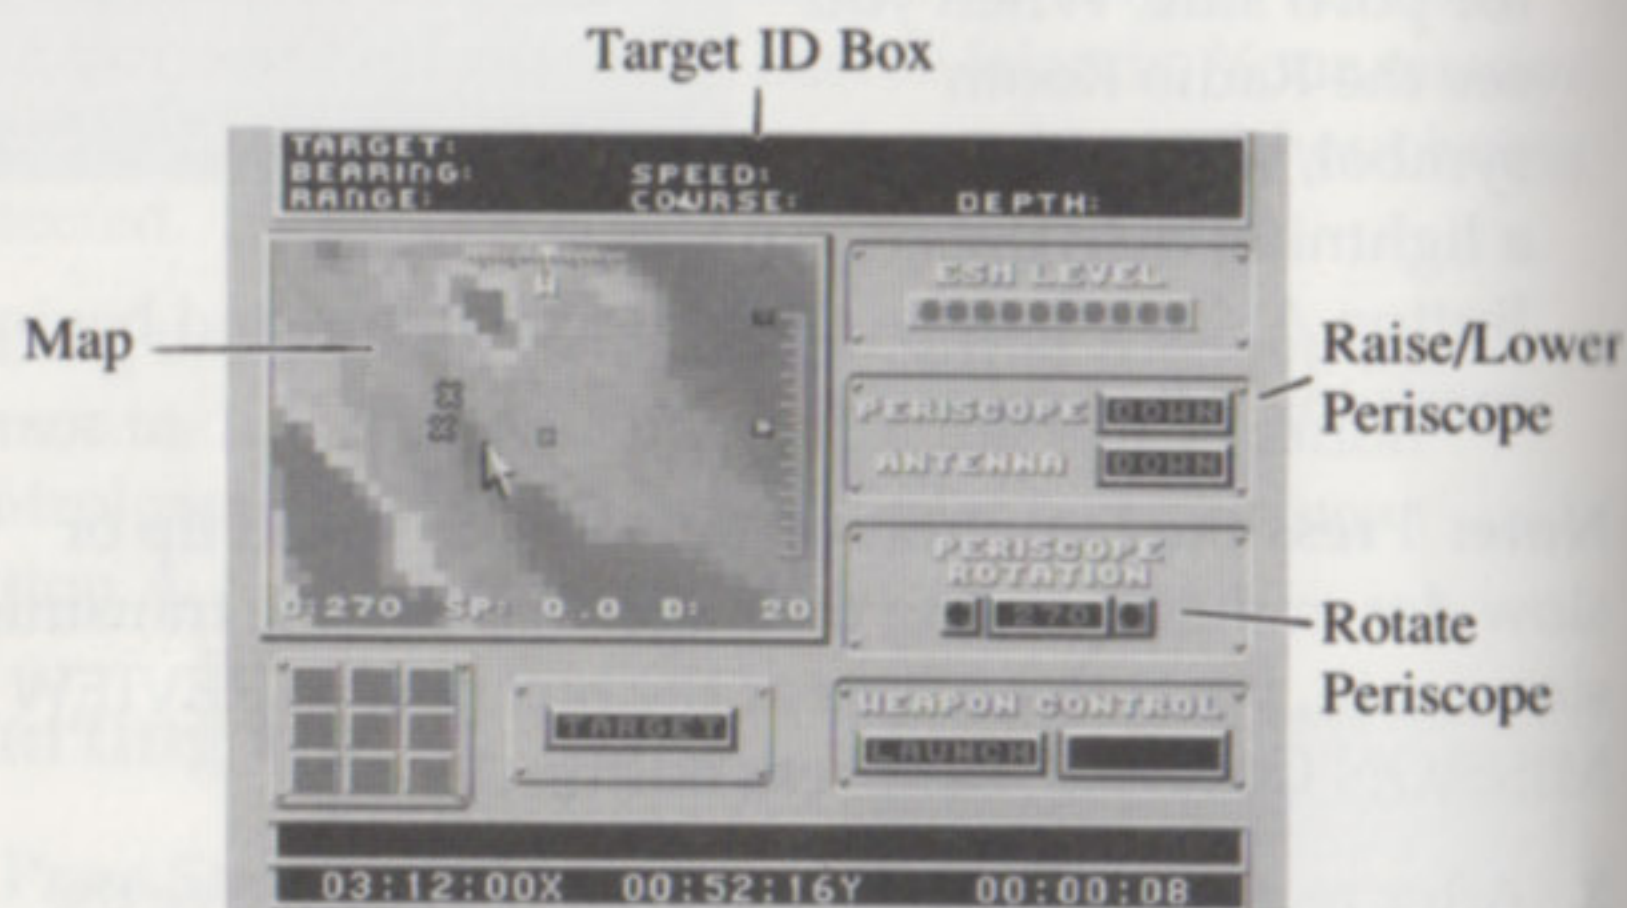 Target ID Box
TARGET:
BEARING: SPEED:
RANGE: COURSE: DEPTH:
Map
ESM LEVEL
Raise/Lower
Periscope
PERISCOPE DOWN
ANTENNA DOWN
PERISCOPE
ROTATION
270
Rotate
Periscope
C:270 SP: 0.0 D: 20
TARGET
WEAPON CONTROL
LAUNCH
03:12:00X 00:52:16Y 00:00:08